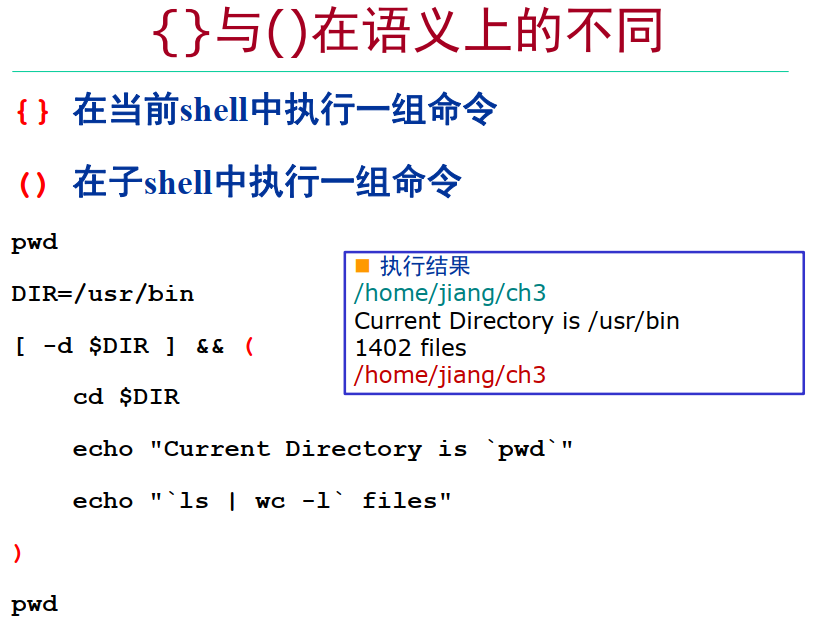 {}与()在语义上的不同
{} 在当前shell中执行一组命令
() 在子shell中执行一组命令
pwd
DIR=/usr/bin
[ -d $DIR ] && (
cd $DIR
echo "Current Directory is `pwd`"
echo "`ls | wc -l` files"
)
pwd
执行结果
/home/jiang/ch3
Current Directory is /usr/bin
1402 files
/home/jiang/ch3